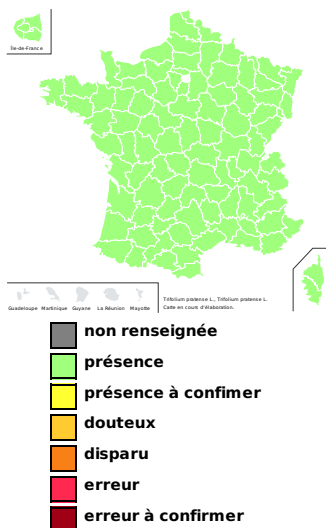 Île-de-France
Guadeloupe Martinique Guyane La Réunion Mayotte
Trifolium pratense L., Trifolium pratense L.
Carte en cours d'élaboration.
non renseignée
présence
présence à confimer
douteux
disparu
erreur
erreur à confirmer